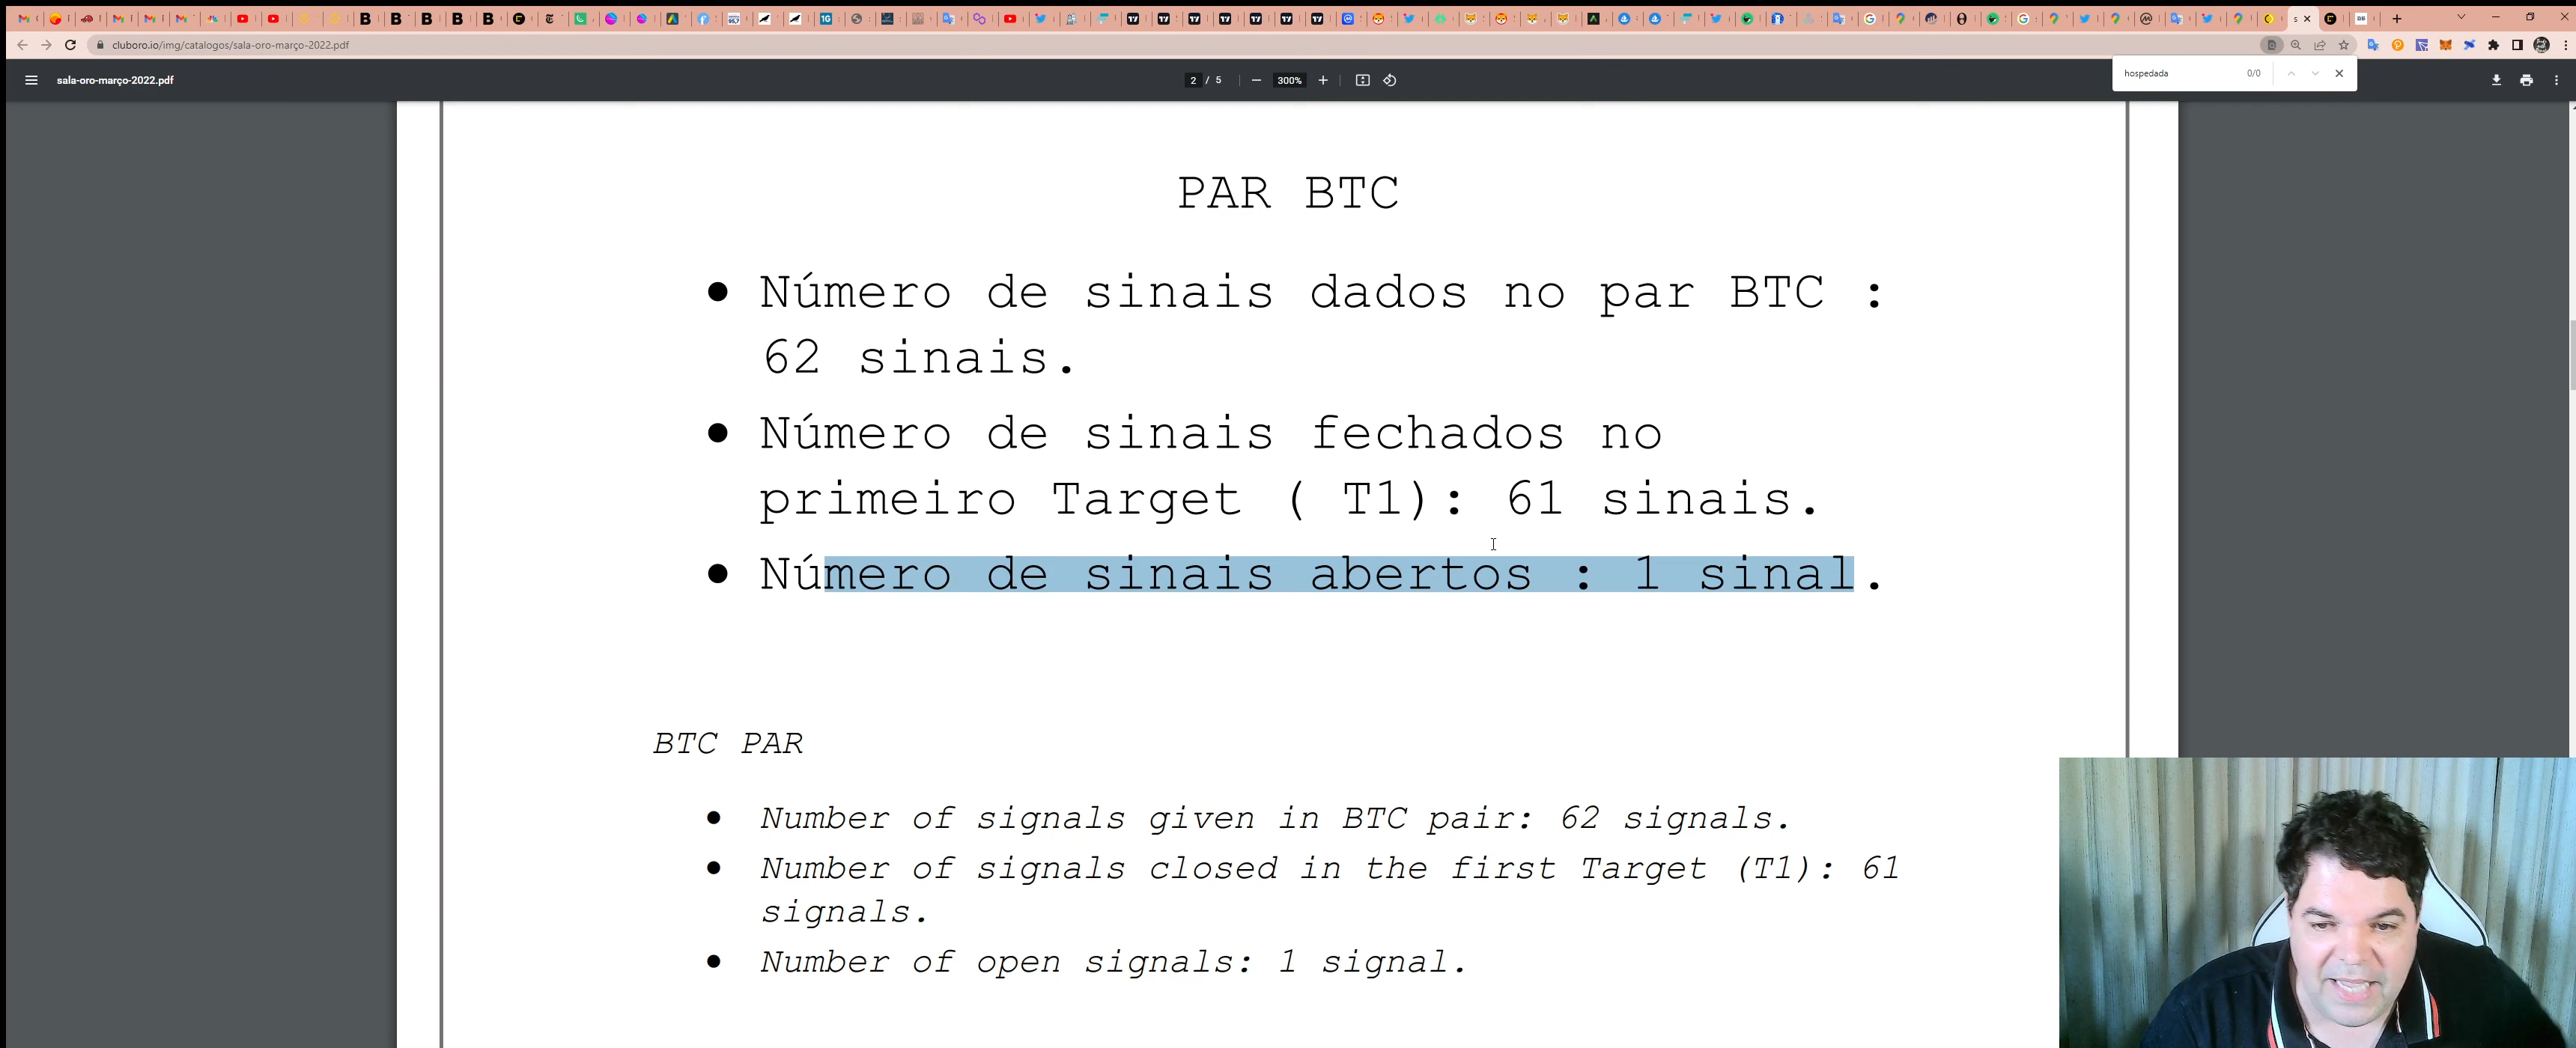 cluboro.io/img/catalogos/sala-oro-março-2022.pdf
hospedada 0/0
sala-oro-março-2022.pdf 2 / 5 300%
PAR BTC
● Número de sinais dados no par BTC :
62 sinais.
● Número de sinais fechados no
primeiro Target ( T1): 61 sinais.
● Número de sinais abertos : 1 sinal.
BTC PAR
● Number of signals given in BTC pair: 62 signals.
● Number of signals closed in the first Target (T1): 61
signals.
● Number of open signals: 1 signal.